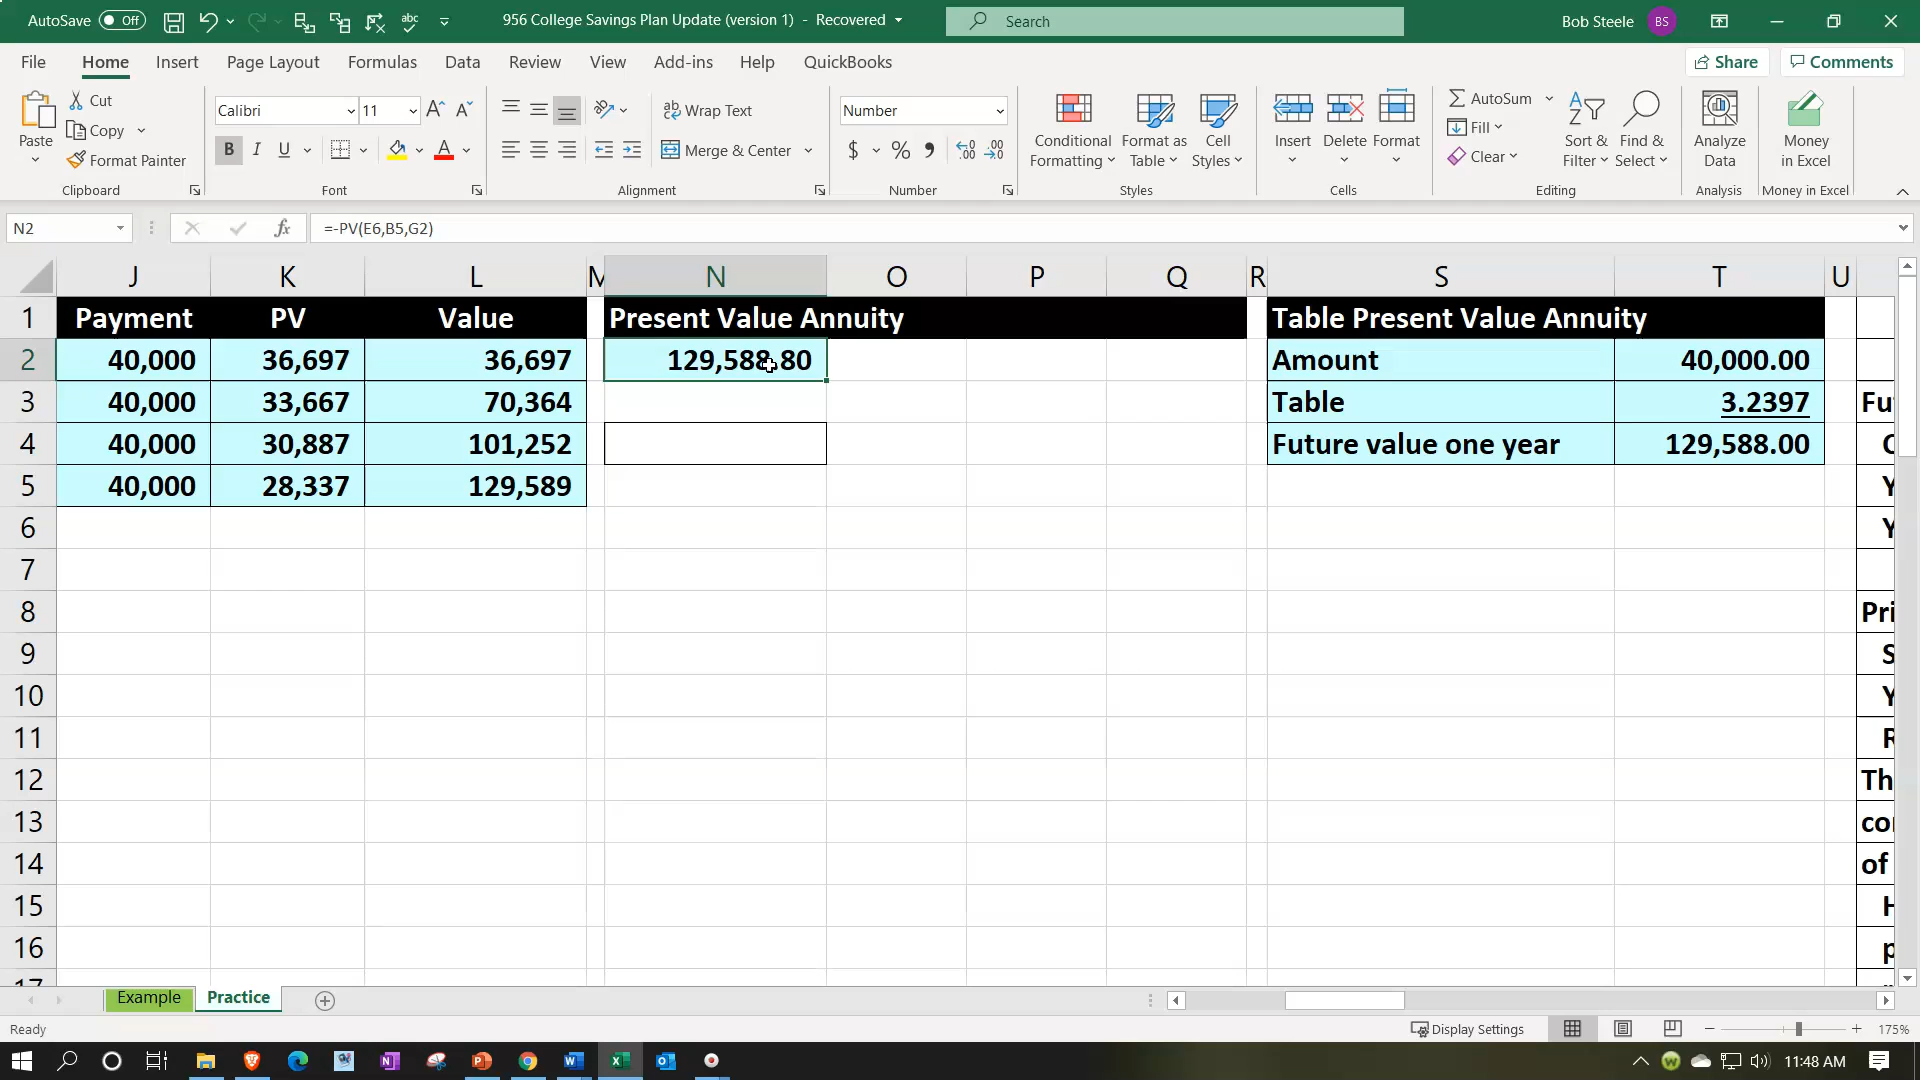 AutoSave Off 956 College Savings Plan Update (version 1) - Recovered Search Bob Steele BS
File Home Insert Page Layout Formulas Data Review View Add-ins Help QuickBooks Share Comments
Paste Cut Copy Format Painter Clipboard
Calibri 11 B I U A Font
Wrap Text Merge & Center Alignment
Number $ % Number
Conditional Formatting Format as Table Cell Styles Styles
Insert Delete Format Cells
AutoSum Fill Clear Sort & Filter Find & Select Editing
Analyze Data Analysis
Money in Excel Money in Excel
N2 fx =-PV(E6,B5,G2)
J K L M N O P Q R S T U
1 Payment PV Value Present Value Annuity Table Present Value Annuity
2 40,000 36,697 36,697 129,588.80 Amount 40,000.00
3 40,000 33,667 70,364 Table 3.2397 Fu
4 40,000 30,887 101,252 Future value one year 129,588.00 C
5 40,000 28,337 129,589 Y
6 Y
7
8 Pri
9 S
10 Y
11 R
12 Th
13 co
14 of
15 H
16 p
17
Example Practice
Ready Display Settings 175%
11:48 AM